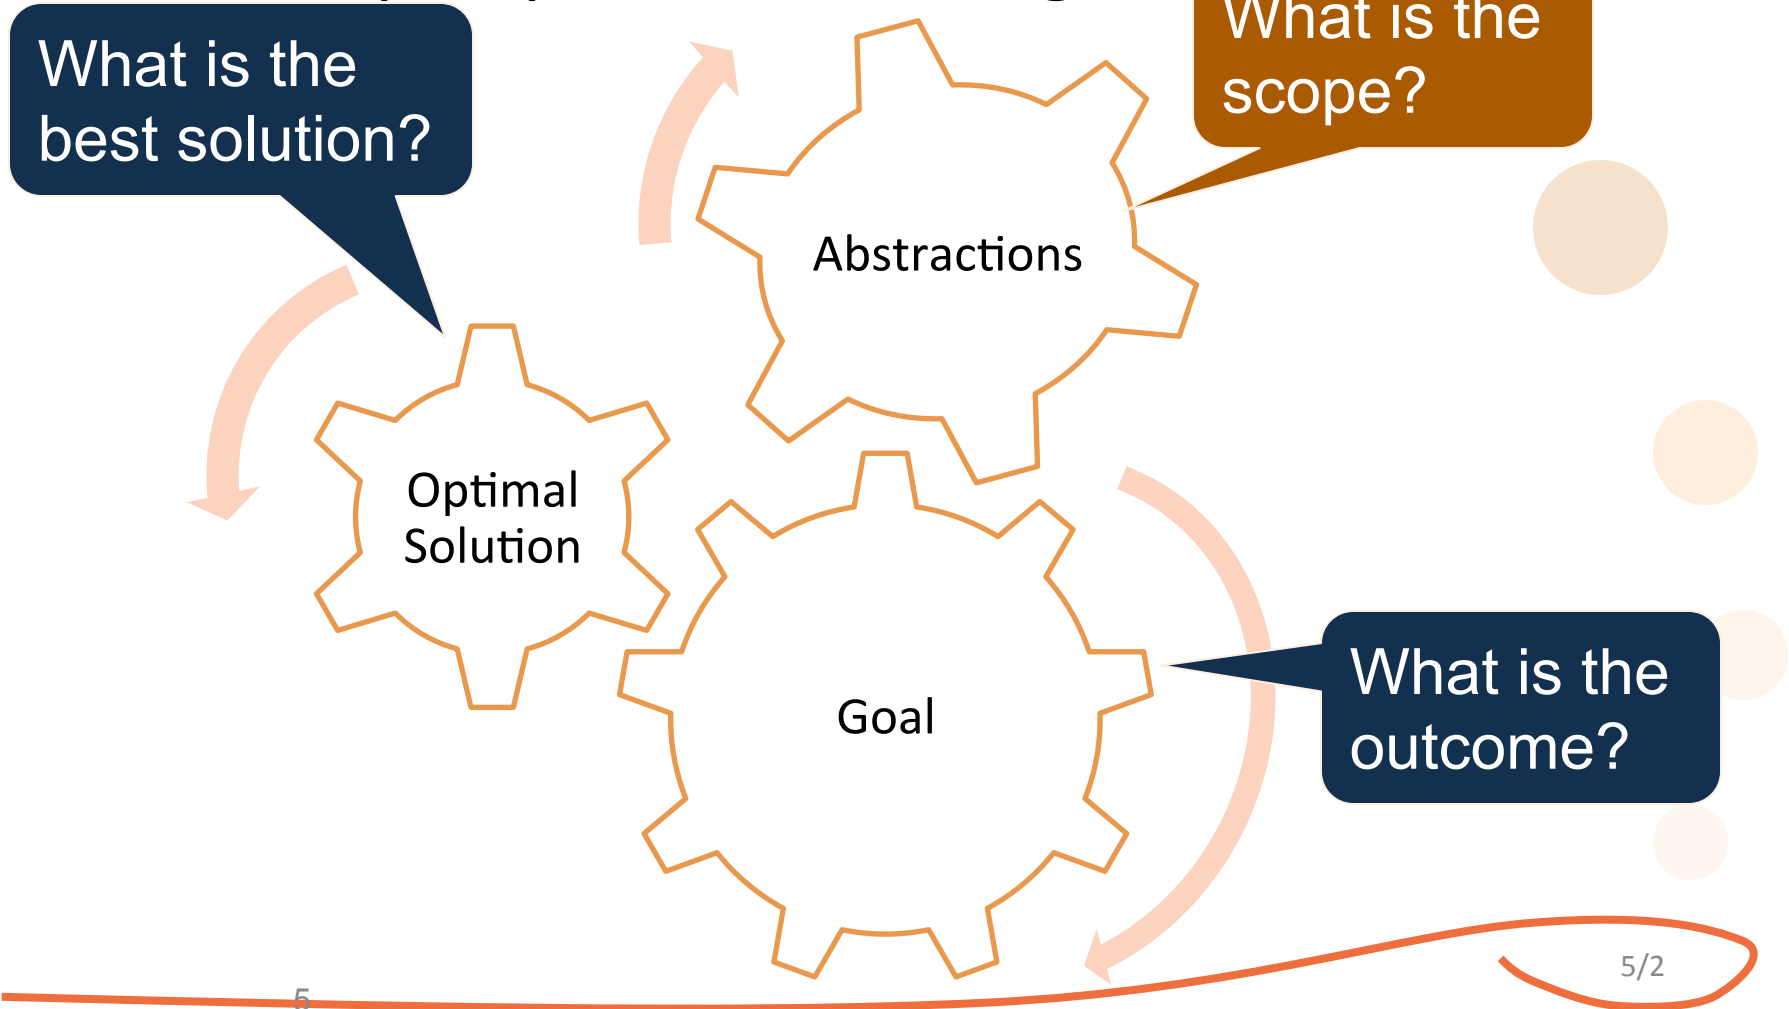 What is the
best solution?
What is the
scope?
Abstractions
Optimal
Solution
Goal
What is the
outcome?
5/2
5